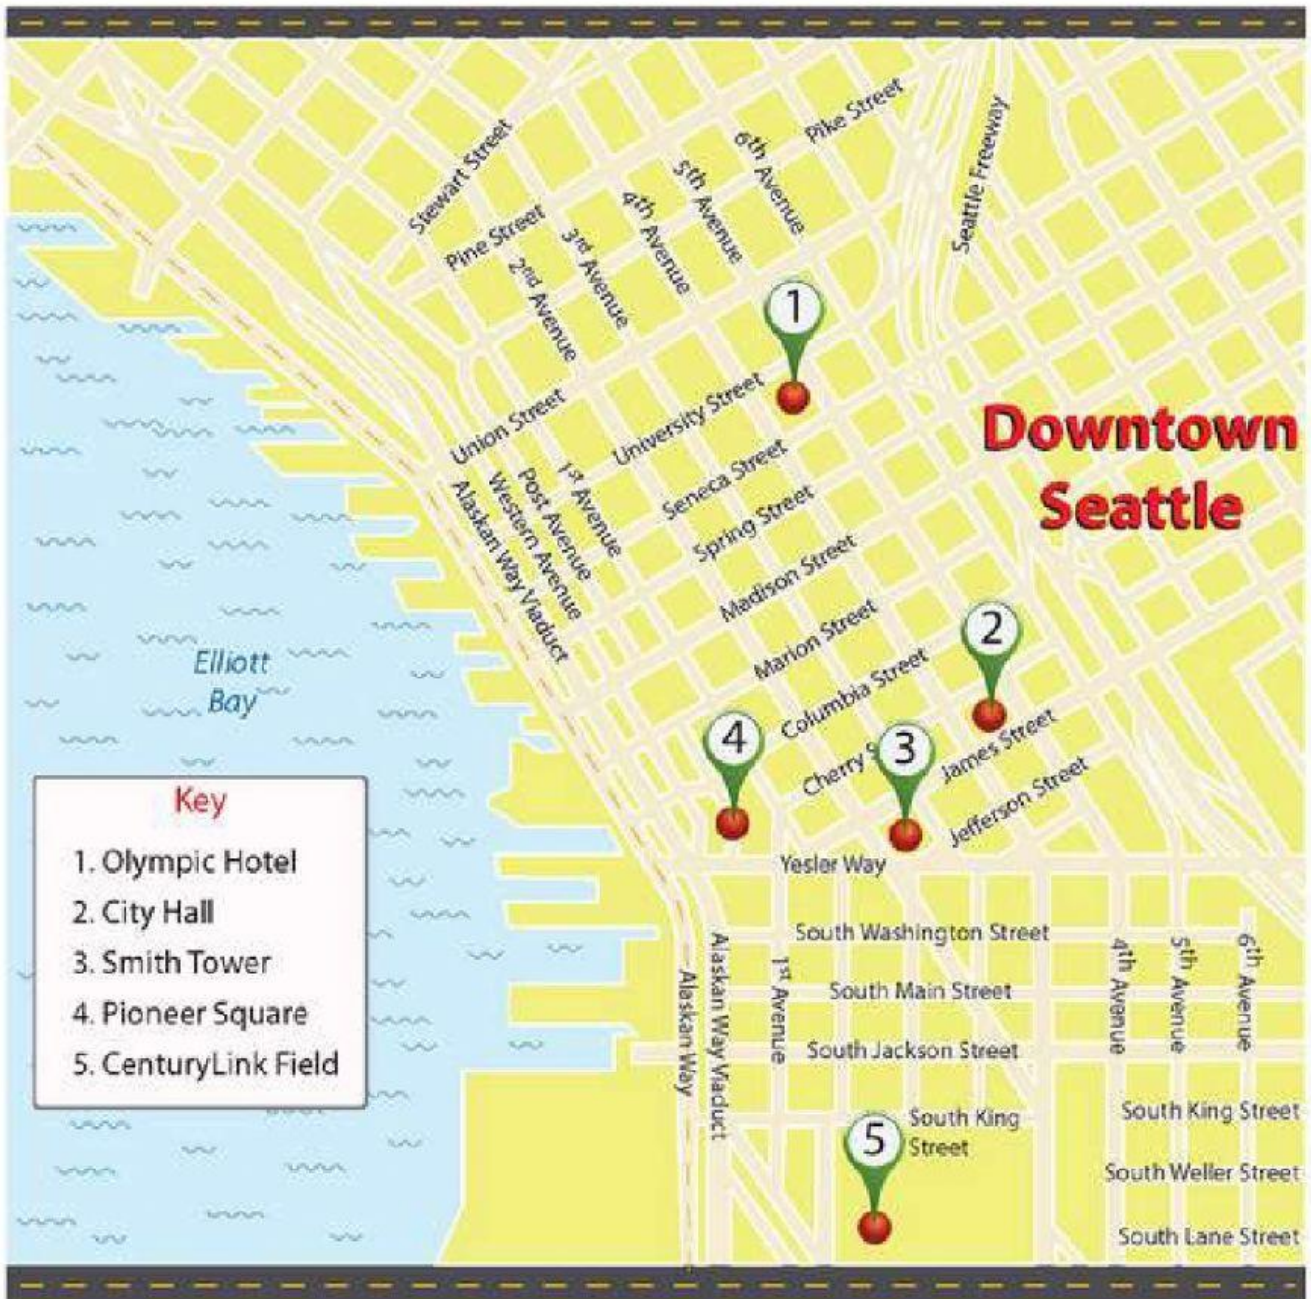 Pike Street
Stewart Street
6th Avenue
Seattle Freeway
5th Avenue
4th Avenue
Pine Street
3rd Avenue
2nd Avenue
1
University Street
Union Street
Downtown
Seattle
Seneca Street
1st Avenue
Post Avenue
Western Avenue
Alaskan Way Viaduct
Spring Street
Madison Street
Marion Street
2
Elliott
Bay
Columbia Street
4
3
Cherry S
James Street
Jefferson Street
Key
1. Olympic Hotel
2. City Hall
3. Smith Tower
4. Pioneer Square
5. CenturyLink Field
Yesler Way
South Washington Street
Alaskan Way
Alaskan Way Viaduct
1st Avenue
4th Avenue
5th Avenue
6th Avenue
South Main Street
South Jackson Street
South King
Street
5
South King Street
South Weller Street
South Lane Street